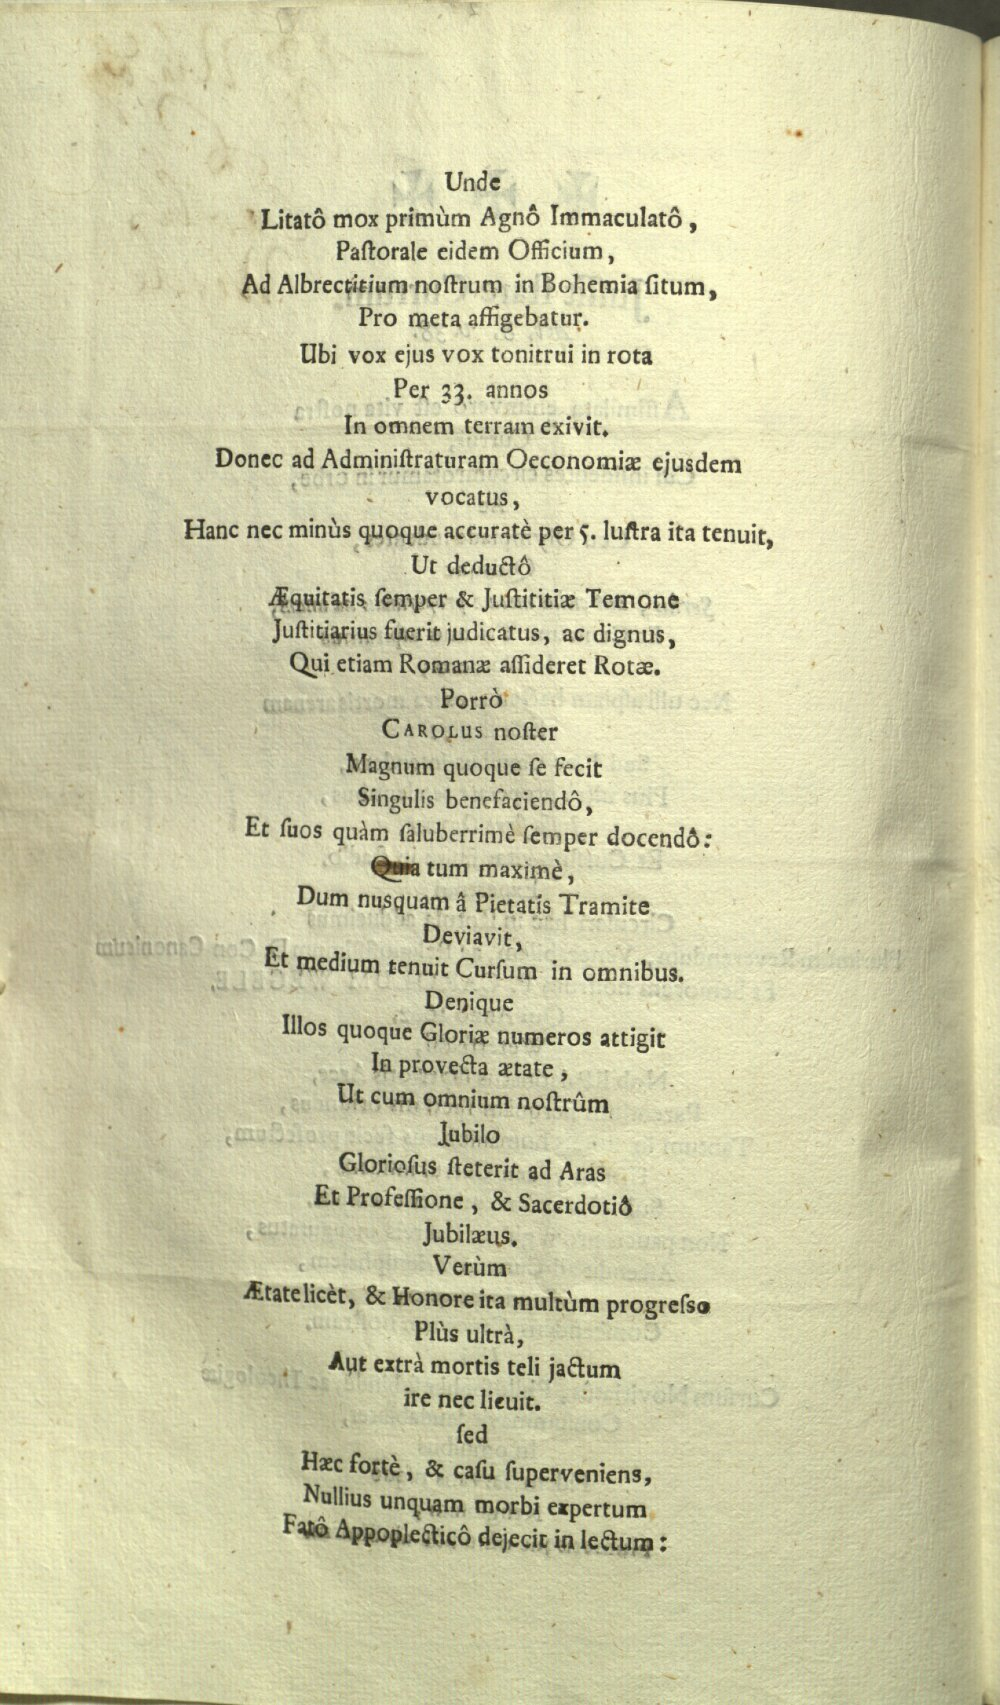 Unde
Litatô mox primùm Agnô Immaculatô,
Paſtorale eidem Officium,
Ad Albrectitium noſtrum in Bohemia ſitum,
Pro meta affigebatur.
Ubi vox ejus vox tonitrui in rota
Per 33. annos
In omnem terram exivit.
Donec ad Adminiſtraturam Oeconomiæ ejusdem
vocatus,
Hanc nec minùs quoque accuratè per 5. luſtra ita tenuit,
Ut deductô
Æquitatis ſemper & Juſtititiæ Temone
Juſtitiarius fuerit judicatus, ac dignus,
Qui etiam Romanæ aſſideret Rotæ.
Porrò
CAROLUS noſter
Magnum quoque ſe fecit
Singulis benefaciendô,
Et ſuos quàm ſaluberrimè ſemper docendô:
Quia tum maximè,
Dum nusquam â Pietatis Tramite
Deviavit,
Et medium tenuit Curſum in omnibus.
Denique
Illos quoque Gloriæ numeros attigit
In provecta ætate,
Ut cum omnium noſtrûm
Jubilo
Glorioſus ſteterit ad Aras
Et Profeſſione, & Sacerdotiô
Jubilæus.
Verùm
Ætate licèt, & Honore ita multùm progreſso
Plùs ultrà,
Aut extrà mortis teli jactum
ire nec licuit.
ſed
Hæc fortè, & caſu ſuperveniens,
Nullius unquam morbi expertum
Fatô Appoplecticô dejecit in lectum: